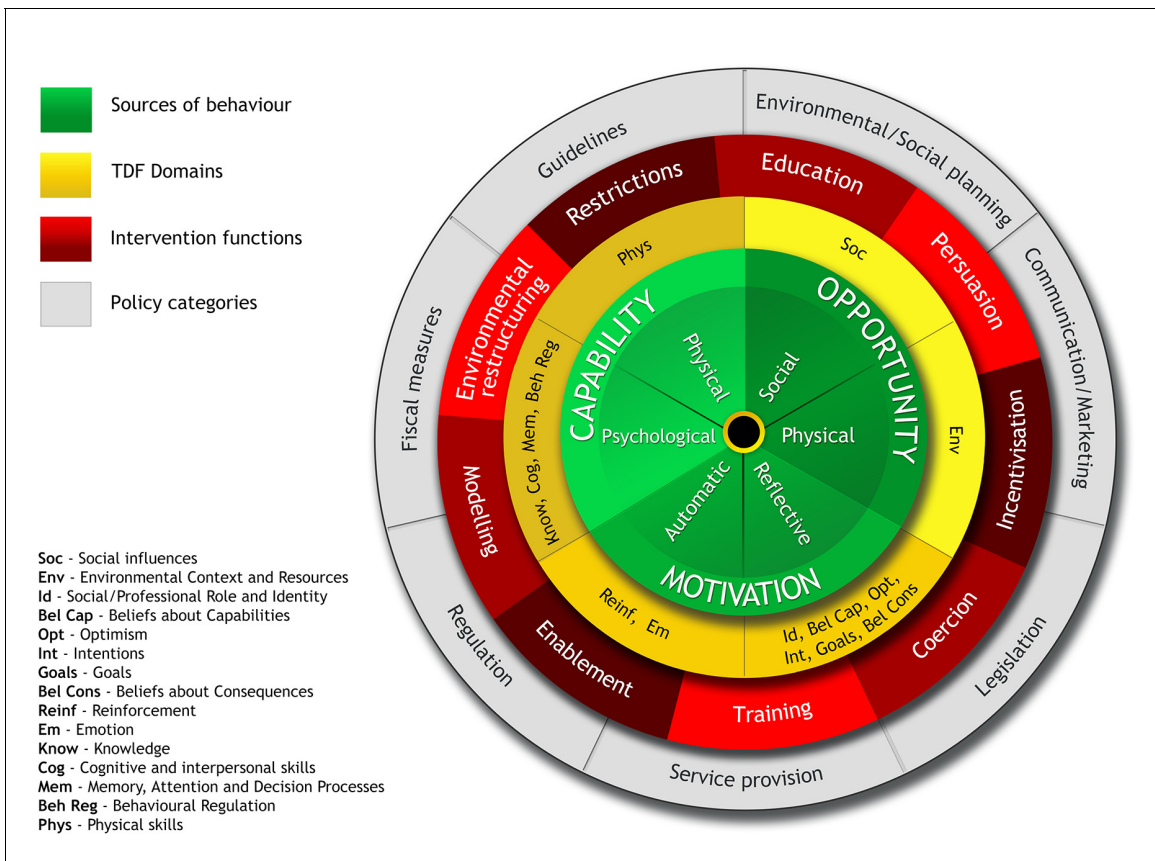 Sources of behaviour
TDF Domains
Intervention functions
Policy categories
Soc - Social influences
Env - Environmental Context and Resources
Id - Social/Professional Role and Identity
Bel Cap - Beliefs about Capabilities
Opt - Optimism
Int - Intentions
Goals - Goals
Bel Cons - Beliefs about Consequences
Reinf - Reinforcement
Em - Emotion
Know - Knowledge
Cog - Cognitive and interpersonal skills
Mem - Memory, Attention and Decision Processes
Beh Reg - Behavioural Regulation
Phys - Physical skills
Guidelines
Environmental/Social planning
Communication/Marketing
Legislation
Service provision
Regulation
Fiscal measures
Restrictions
Education
Persuasion
Incentivisation
Coercion
Training
Enablement
Modelling
Environmental
restructuring
Phys
Soc
Env
Id, Bel Cap, Opt,
Int, Goals, Bel Cons
Reinf, Em
Know, Cog, Mem, Beh Reg
CAPABILITY
OPPORTUNITY
MOTIVATION
Physical
Social
Physical
Reflective
Automatic
Psychological